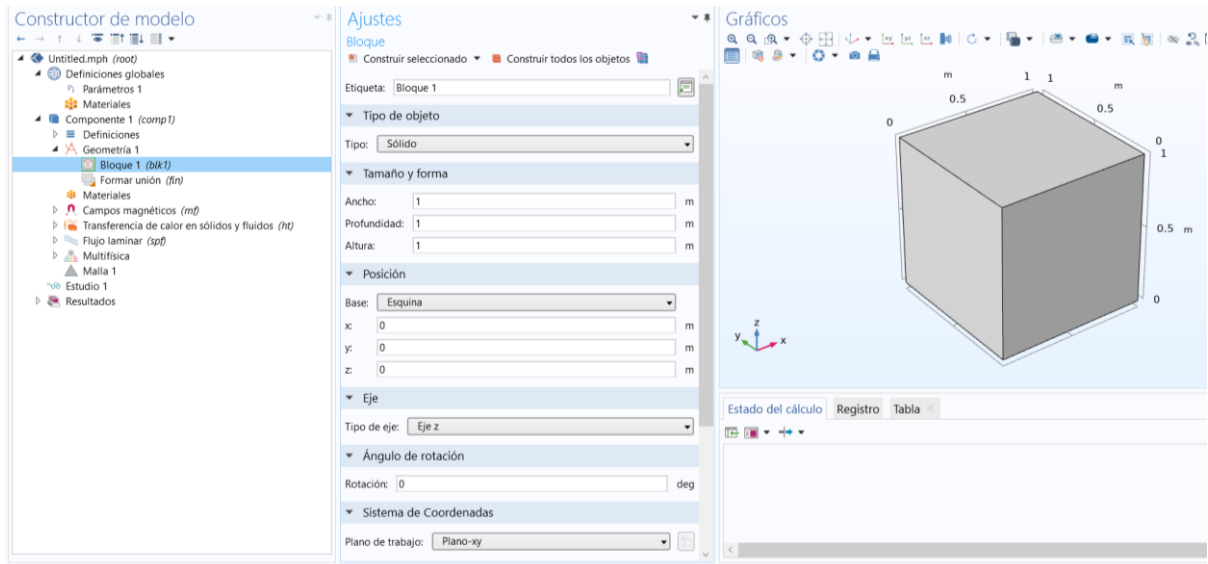 Constructor de modelo
Untitled.mph (root)
Definiciones globales
Pi Parámetros 1
Materiales
Componente 1 (comp1)
Definiciones
Geometría 1
Bloque 1 (blk1)
Formar unión (fin)
Materiales
Campos magnéticos (mf)
Transferencia de calor en sólidos y fluidos (ht)
Flujo laminar (spf)
Multifísica
Malla 1
Estudio 1
Resultados
Ajustes
Bloque
Construir seleccionado
Construir todos los objetos
Etiqueta: Bloque 1
Tipo de objeto
Tipo: Sólido
Tamaño y forma
Ancho: 1 m
Profundidad: 1 m
Altura: 1 m
Posición
Base: Esquina
x: 0 m
y: 0 m
z: 0 m
Eje
Tipo de eje: Eje z
Ángulo de rotación
Rotación: 0 deg
Sistema de Coordenadas
Plano de trabajo: Plano-xy
Gráficos
m 1 1 m
0.5 0.5
0 0
1
0.5 m
0
z
y x
Estado del cálculo Registro Tabla